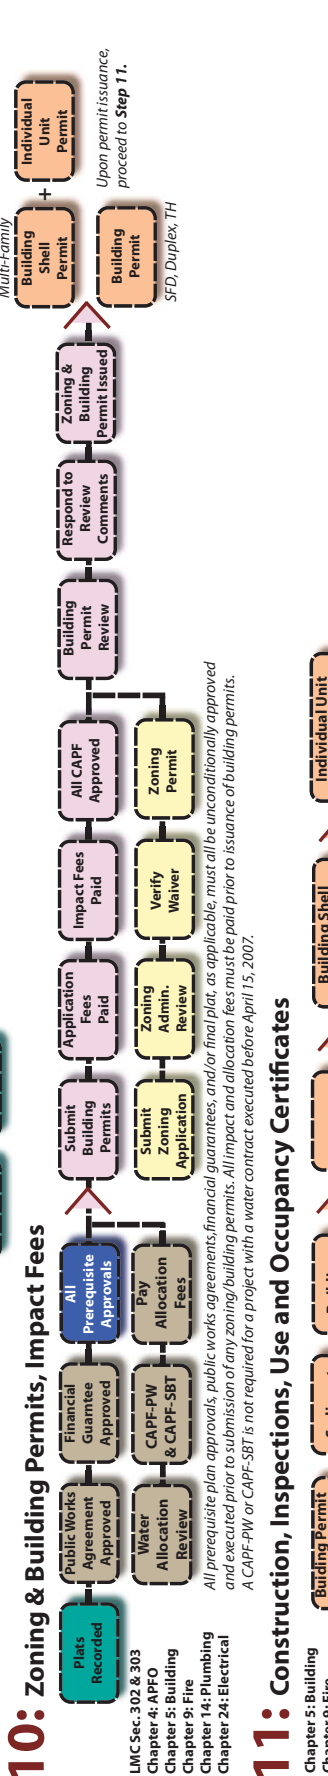 10: Zoning & Building Permits, Impact Fees
Plats
Recorded
Public Works
Agreement
Approved
Financial
Guarntee
Approved
All
Prerequisite
Approvals
Water
Allocation
Review
CAPF-PW
& CAPF-SBT
Pay
Allocation
Fees
Submit
Building
Permits
Application
Fees
Paid
Impact Fees
Paid
All CAPF
Approved
Submit
Zoning
Application
Zoning
Admin.
Review
Verify
Waiver
Zoning
Permit
Building
Permit
Review
Respond to
Review
Comments
Zoning &
Building
Permit Issued
Multi-Family
Building
Shell
Permit
+
Individual
Unit
Permit
Building
Permit
SFD, Duplex, TH
Upon permit issuance,
proceed to Step 11.
LMC Sec. 302 & 303
Chapter 4: APFO
Chapter 5: Building
Chapter 9: Fire
Chapter 14: Plumbing
Chapter 24: Electrical
All prerequisite plan approvals, public works agreements,financial guarantees, and/or final plat, as applicable, must all be unconditionally approved
and executed prior to submission of any zoning/building permits. All impact and allocation fees must be paid prior to issuance of building permits.
A CAPF-PW or CAPF-SBT is not required for a project with a water contract executed before April 15, 2007.
11: Construction, Inspections, Use and Occupancy Certificates
Chapter 5: Building
Chapter 9: Fire
Buiding Permit
Building Shell
Individual Unit